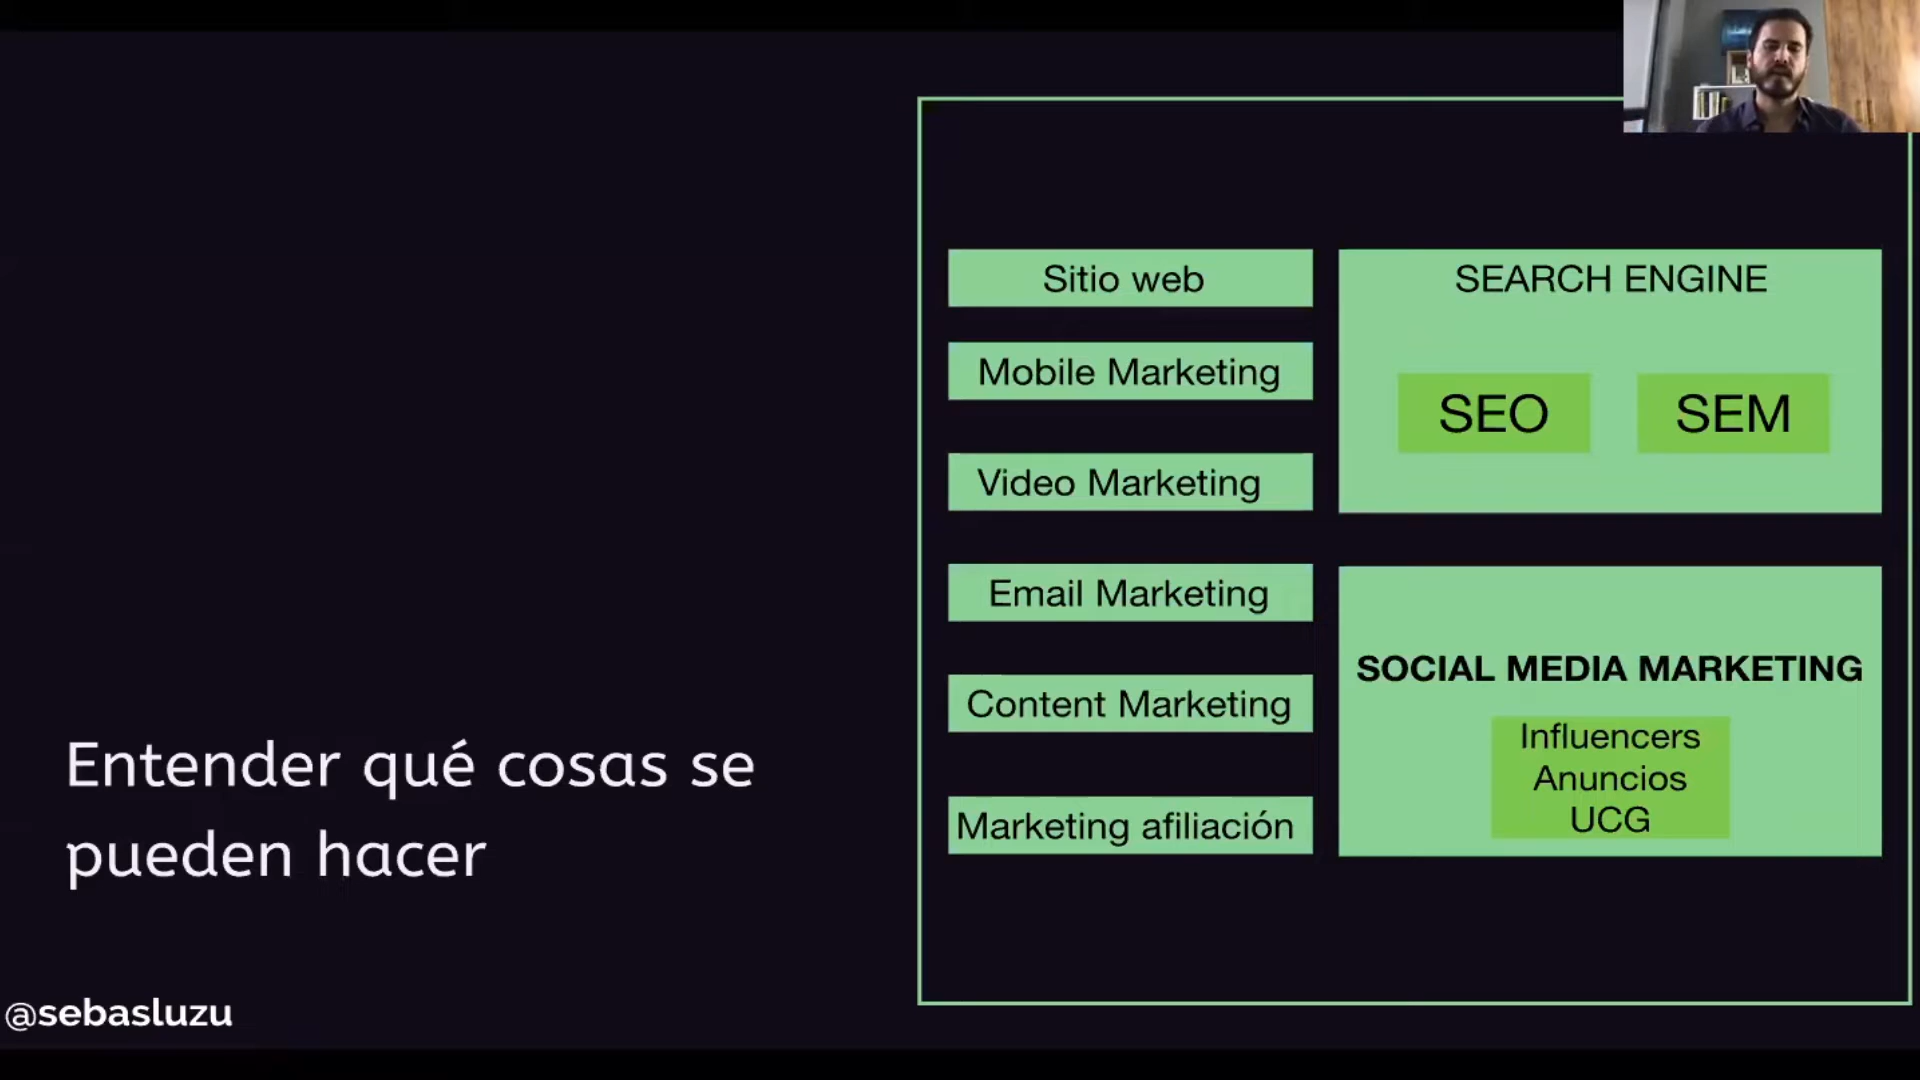 Entender qué cosas se
pueden hacer
@sebasluzu
Sitio web
Mobile Marketing
Video Marketing
Email Marketing
Content Marketing
Marketing afiliación
SEARCH ENGINE
SEO
SEM
SOCIAL MEDIA MARKETING
Influencers
Anuncios
UCG